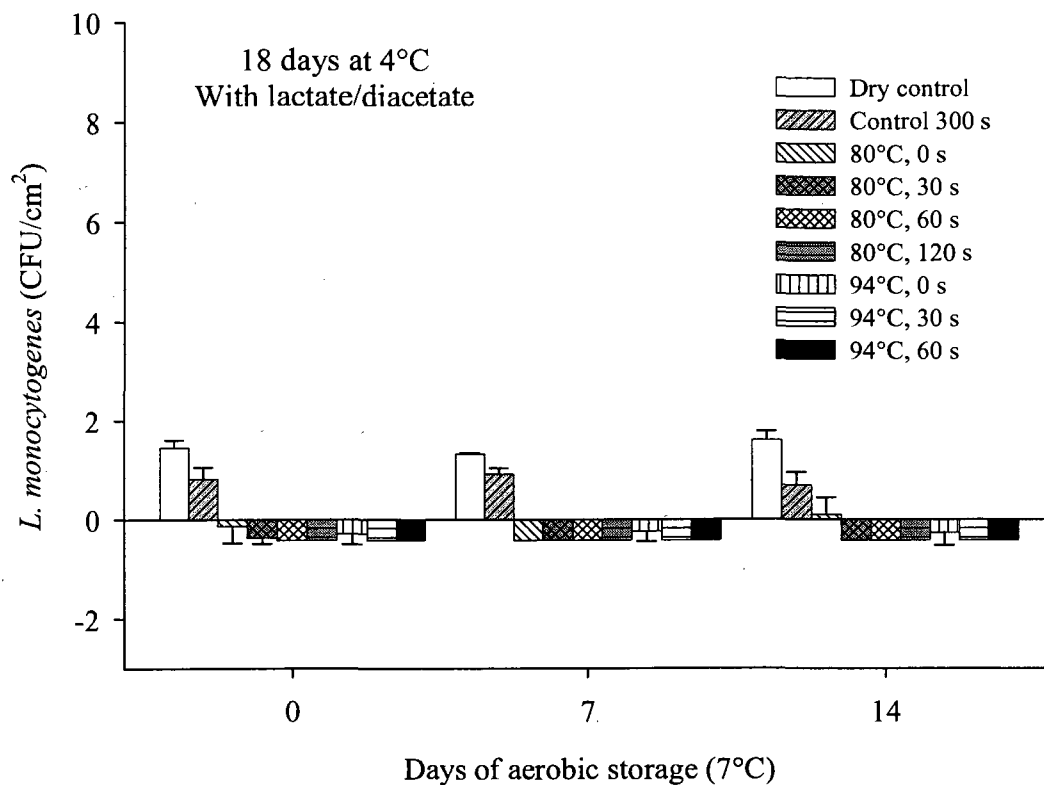 18 days at 4°C
With lactate/diacetate
Dry control
Control 300 s
80°C, 0 s
80°C, 30 s
80°C, 60 s
80°C, 120 s
94°C, 0 s
94°C, 30 s
94°C, 60 s
L. monocytogenes (CFU/cm²)
10
8
6
4
2
0
-2
0
7
14
Days of aerobic storage (7°C)